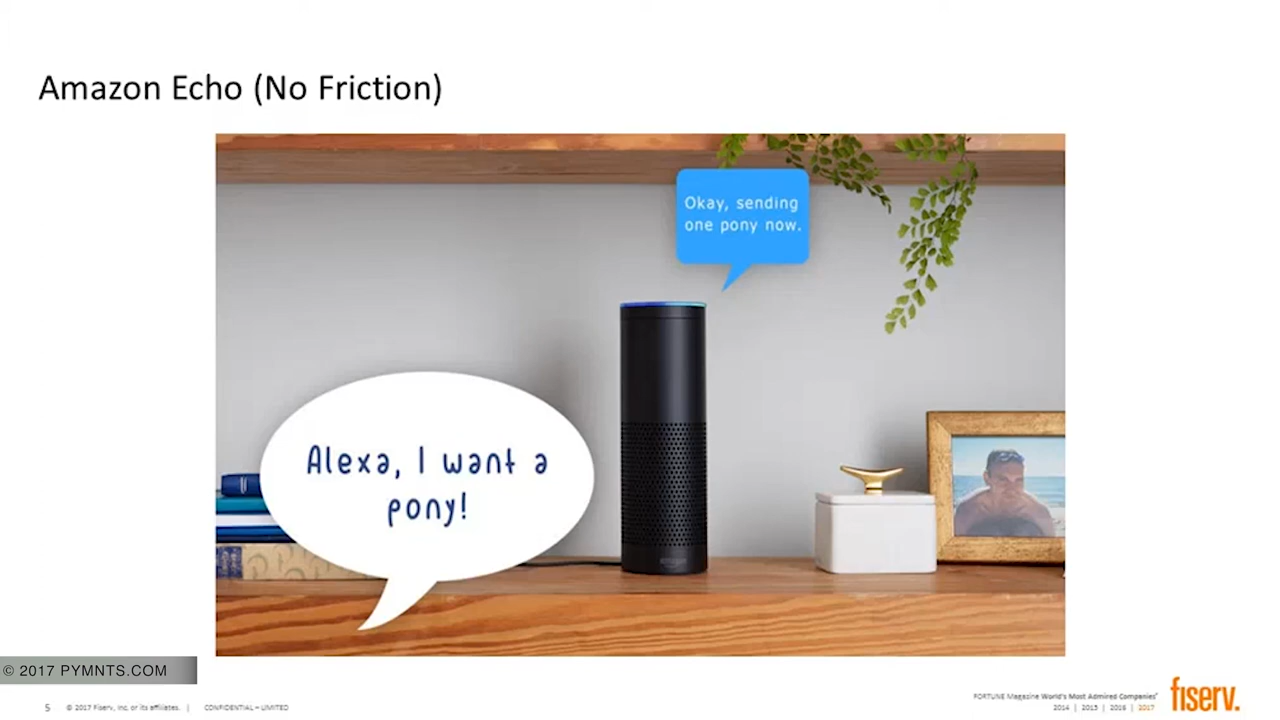 Amazon Echo (No Friction)
Okay, sending
one pony now.
Alexa, I want a
pony!
amazon
© 2017 PYMNTS.COM
5 © 2017 Fiserv, Inc. or its affiliates. | CONFIDENTIAL – LIMITED
FORTUNE Magazine World's Most Admired Companies®
2014 | 2015 | 2016 | 2017
fiserv.